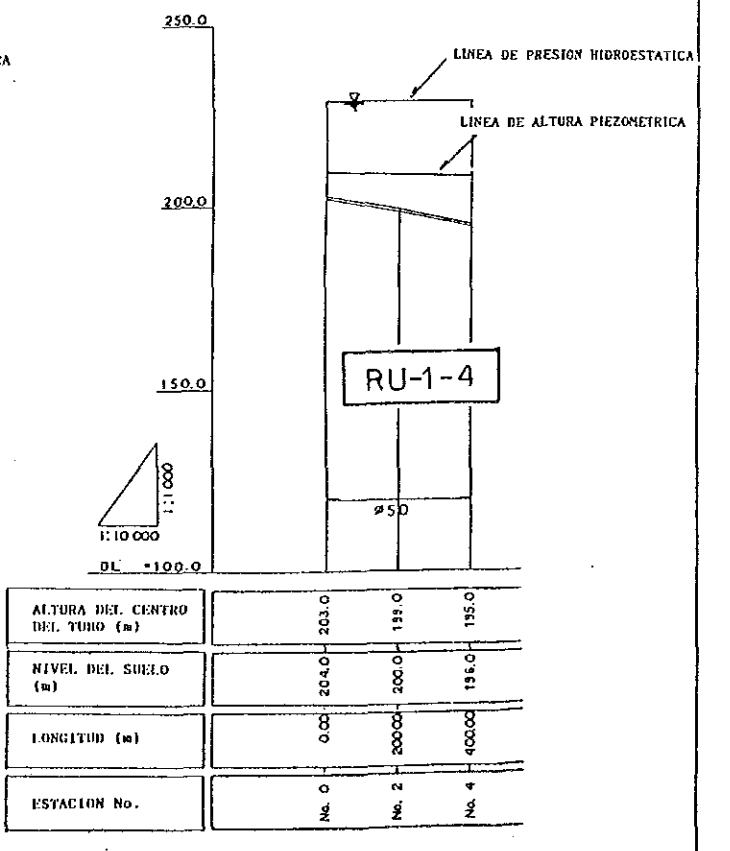 250.0
CA
LINEA DE PRESION HIDROESTATICA
LINEA DE ALTURA PIEZOMETRICA
200.0
150.0
RU-1-4
1:1 000
1:10 000
ø50
DL =100.0
ALTURA DEL CENTRO
DEL TUBO (m)
203.0
199.0
195.0
NIVEL DEL SUELO
(m)
204.0
200.0
196.0
LONGITUD (m)
0.00
200.00
400.00
ESTACION No.
No. 0
No. 2
No. 4